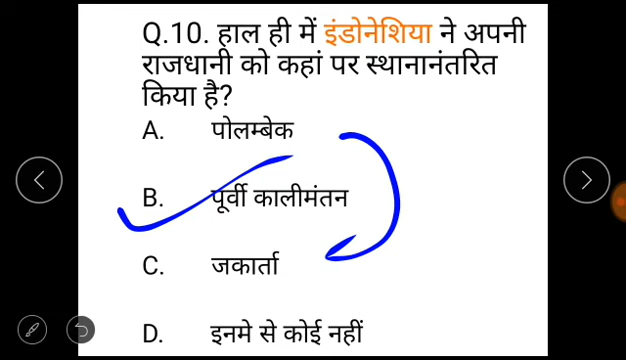 Q.10. हाल ही में इंडोनेशिया ने अपनी
राजधानी को कहां पर स्थानानंतरित
किया है?
A. पोलम्बेक
B. पूर्वी कालीमंतन
C. जकार्ता
D. इनमे से कोई नहीं